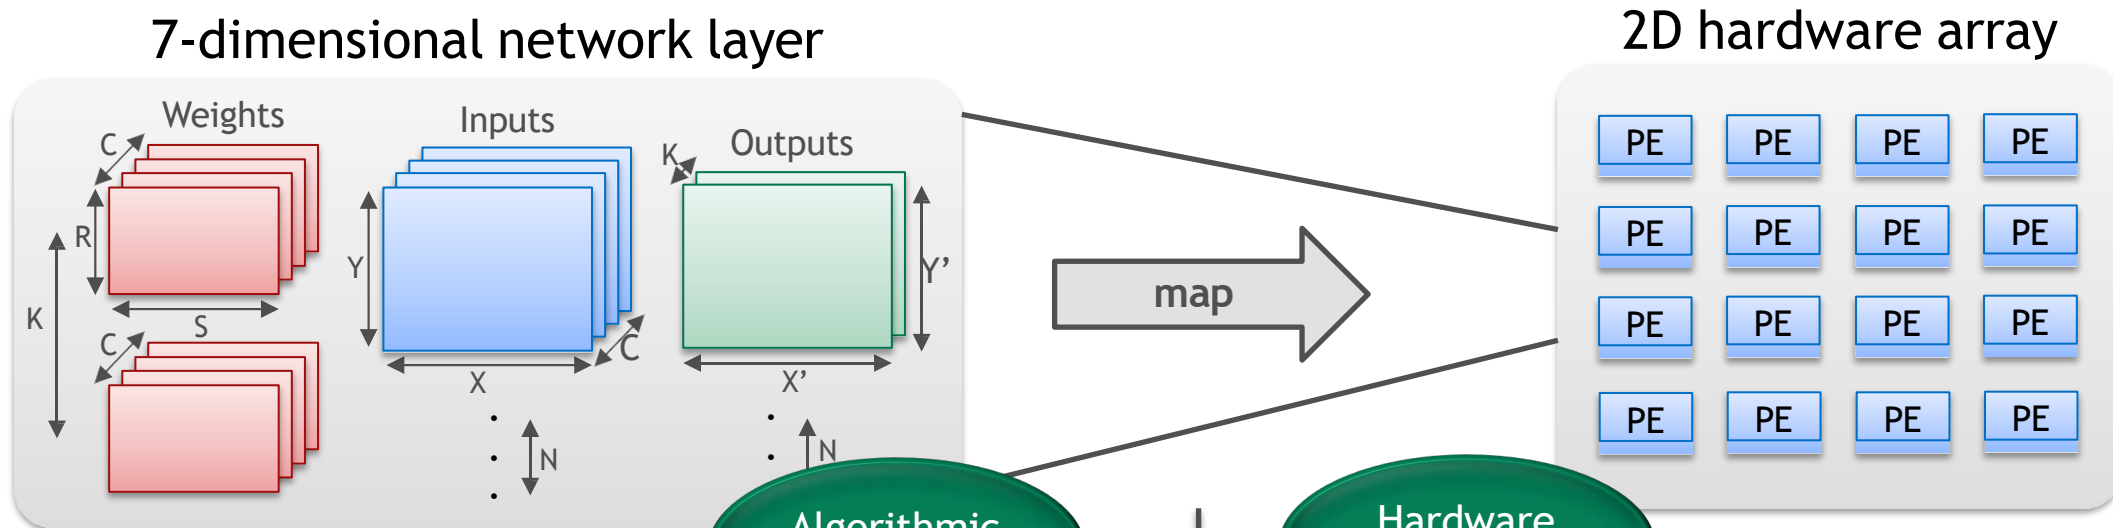 7-dimensional network layer
2D hardware array
Weights
Inputs
Outputs
C
R
K
S
C
Y
X
C
N
K
Y’
X’
N
map
PE PE PE PE
PE PE PE PE
PE PE PE PE
PE PE PE PE
Algorithmic
Hardware